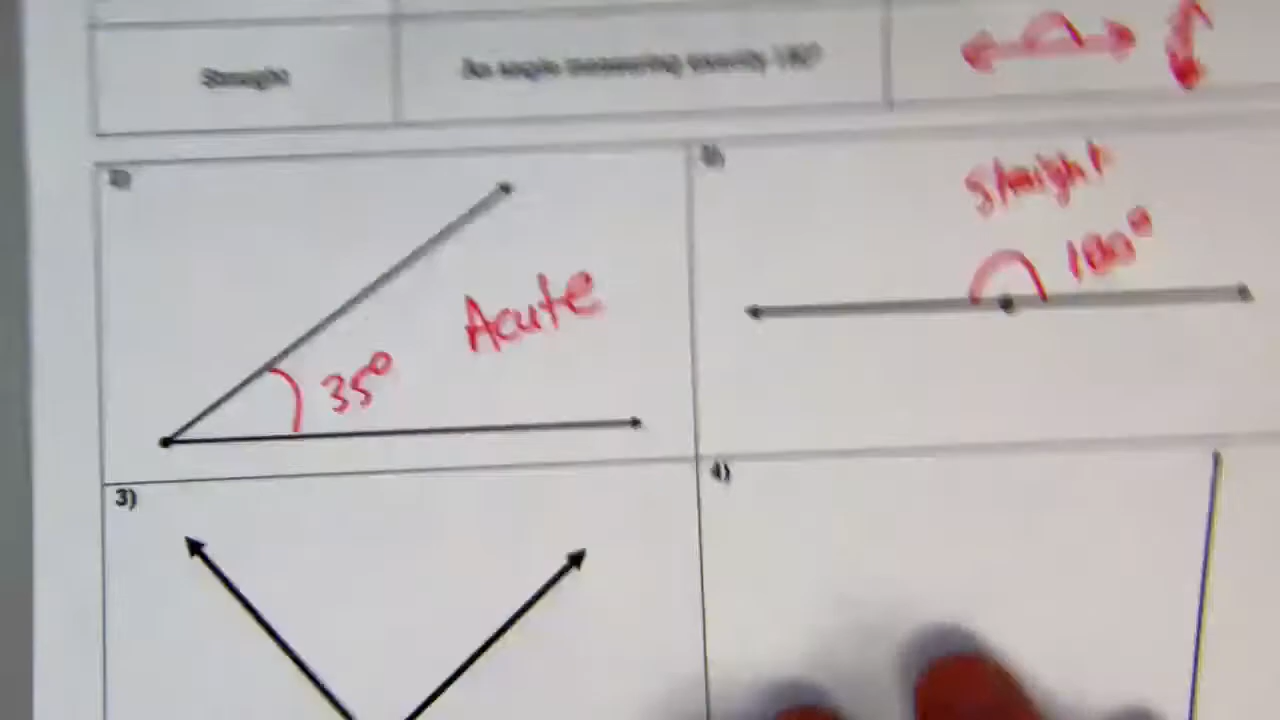 Straight
An angle measuring exactly 180°
Straight
180°
Acute
35°
3)
4)